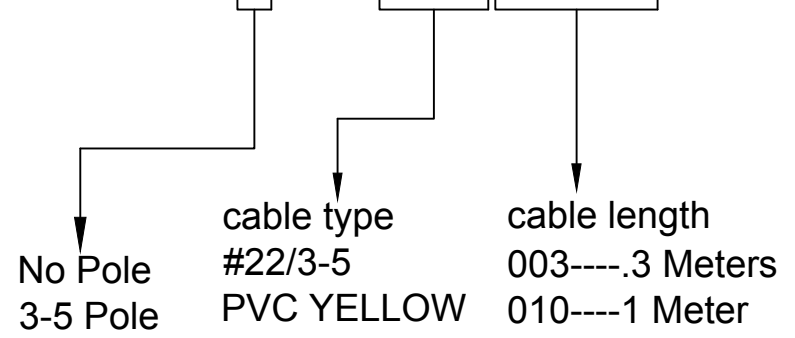 No Pole
3-5 Pole
cable type
#22/3-5
PVC YELLOW
cable length
003----.3 Meters
010----1 Meter